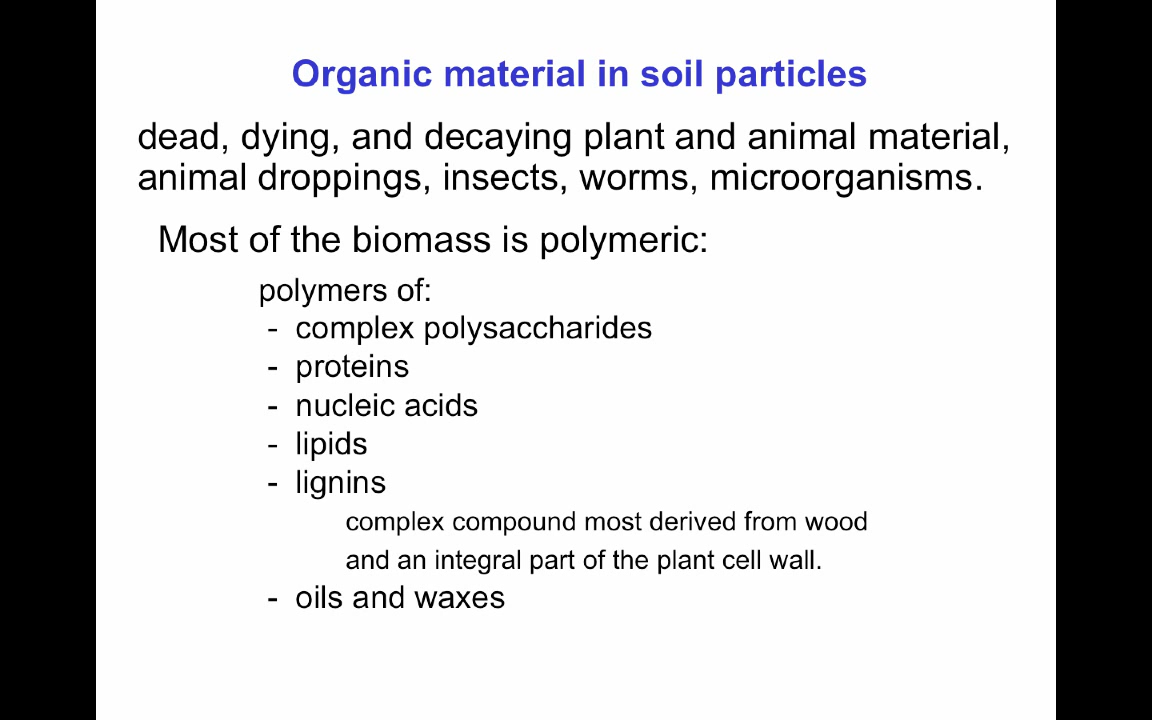 Organic material in soil particles
dead, dying, and decaying plant and animal material,
animal droppings, insects, worms, microorganisms.
Most of the biomass is polymeric:
polymers of:
- complex polysaccharides
- proteins
- nucleic acids
- lipids
- lignins
complex compound most derived from wood
and an integral part of the plant cell wall.
- oils and waxes